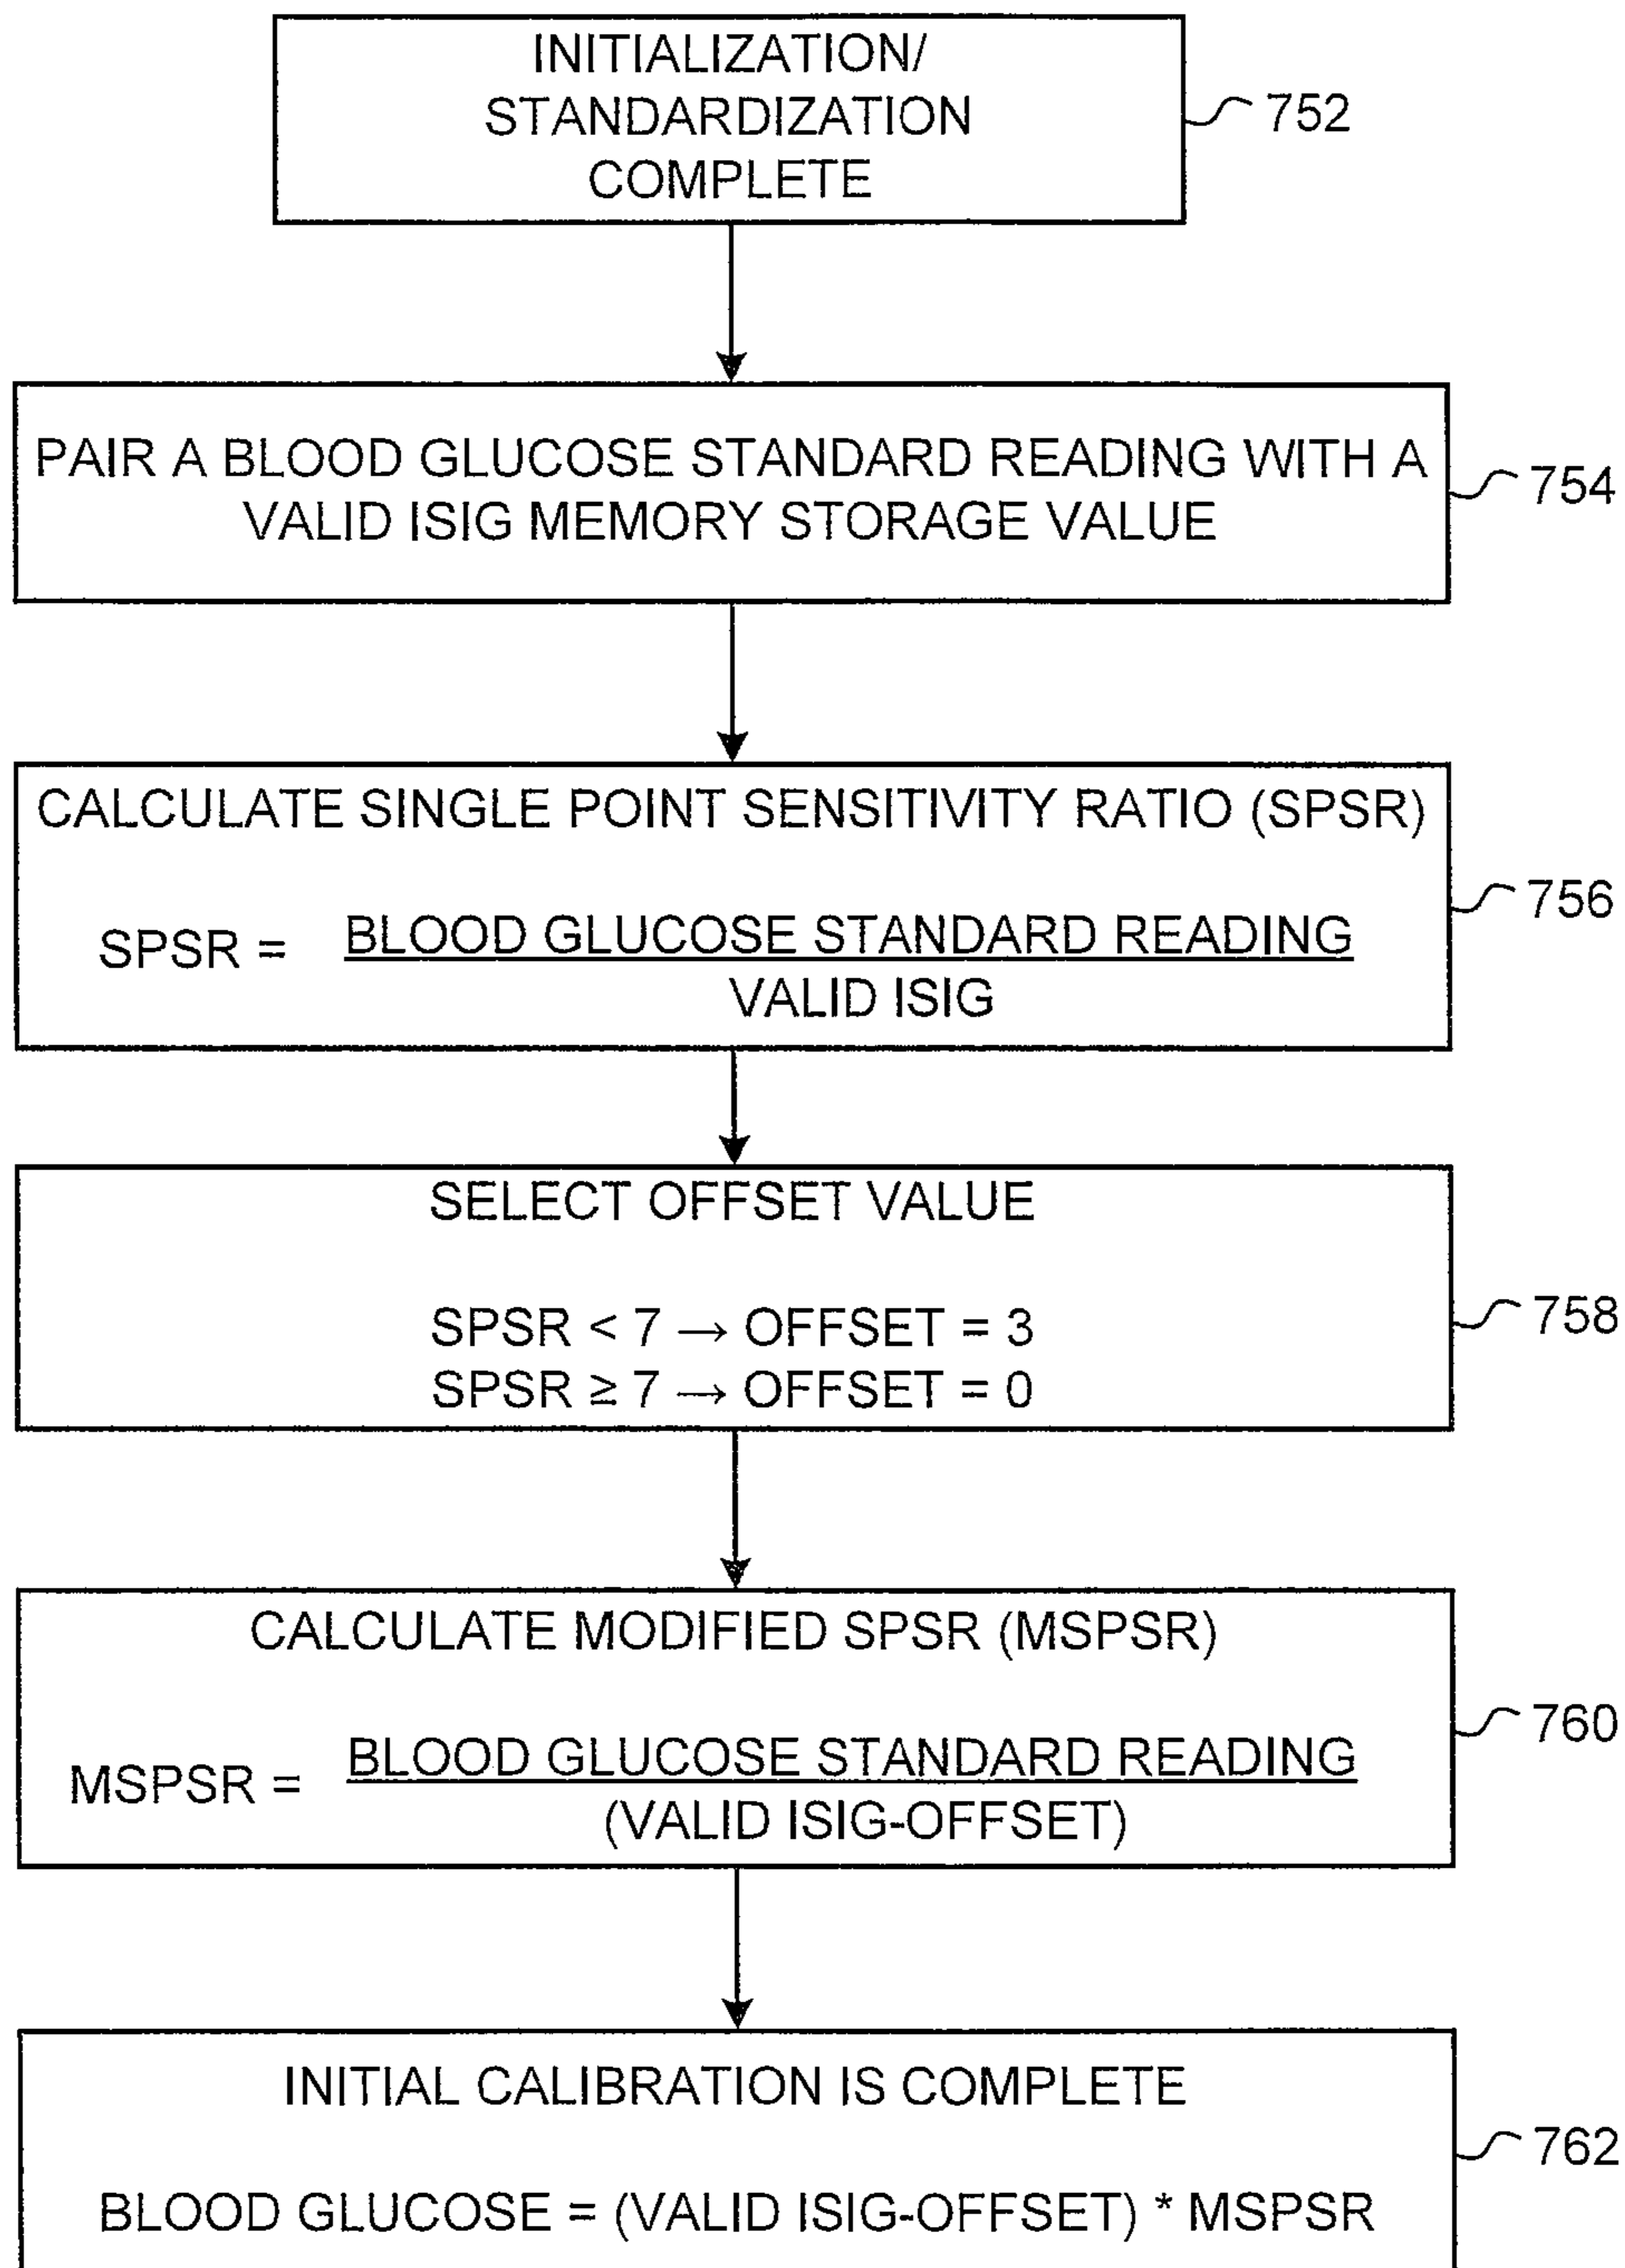 INITIALIZATION/
STANDARDIZATION
COMPLETE
752
PAIR A BLOOD GLUCOSE STANDARD READING WITH A
VALID ISIG MEMORY STORAGE VALUE
754
CALCULATE SINGLE POINT SENSITIVITY RATIO (SPSR)
SPSR = BLOOD GLUCOSE STANDARD READING
VALID ISIG
756
SELECT OFFSET VALUE
SPSR < 7 → OFFSET = 3
SPSR ≥ 7 → OFFSET = 0
758
CALCULATE MODIFIED SPSR (MSPSR)
MSPSR = BLOOD GLUCOSE STANDARD READING
(VALID ISIG-OFFSET)
760
INITIAL CALIBRATION IS COMPLETE
BLOOD GLUCOSE = (VALID ISIG-OFFSET) * MSPSR
762